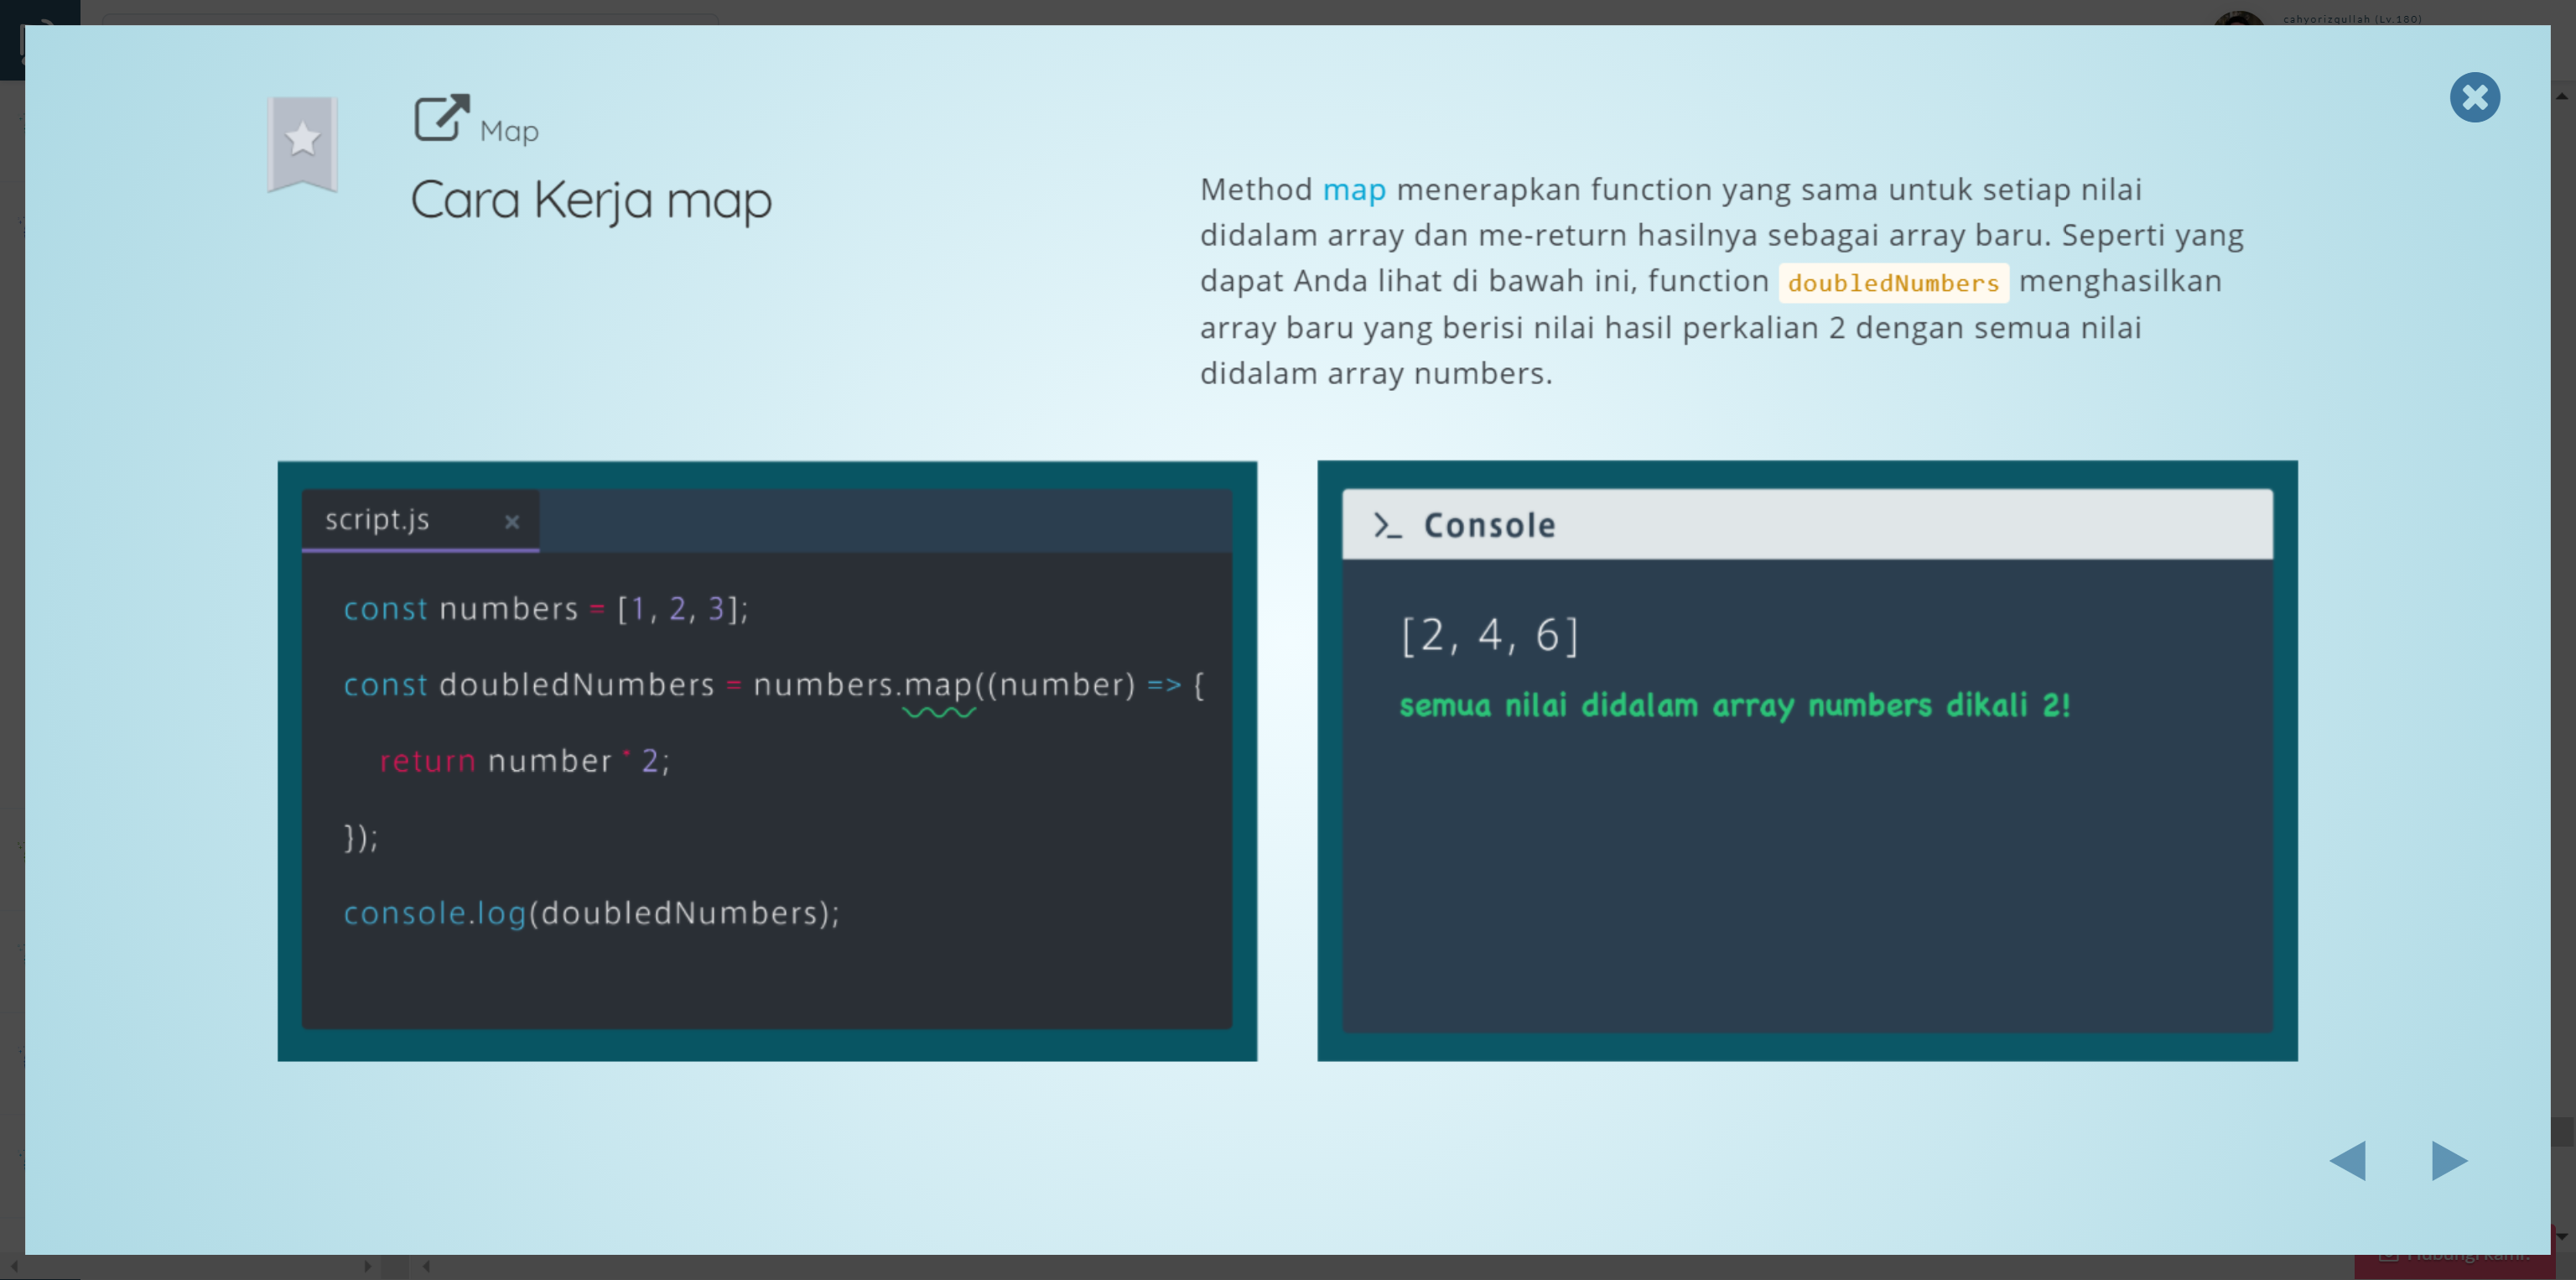 cahyorizqullah (Lv.180)
Map
Cara Kerja map
Method map menerapkan function yang sama untuk setiap nilai
didalam array dan me-return hasilnya sebagai array baru. Seperti yang
dapat Anda lihat di bawah ini, function doubledNumbers menghasilkan
array baru yang berisi nilai hasil perkalian 2 dengan semua nilai
didalam array numbers.
script.js
const numbers = [1, 2, 3];
const doubledNumbers = numbers.map((number) => {
return number * 2;
});
console.log(doubledNumbers);
>_ Console
[2, 4, 6]
semua nilai didalam array numbers dikali 2!